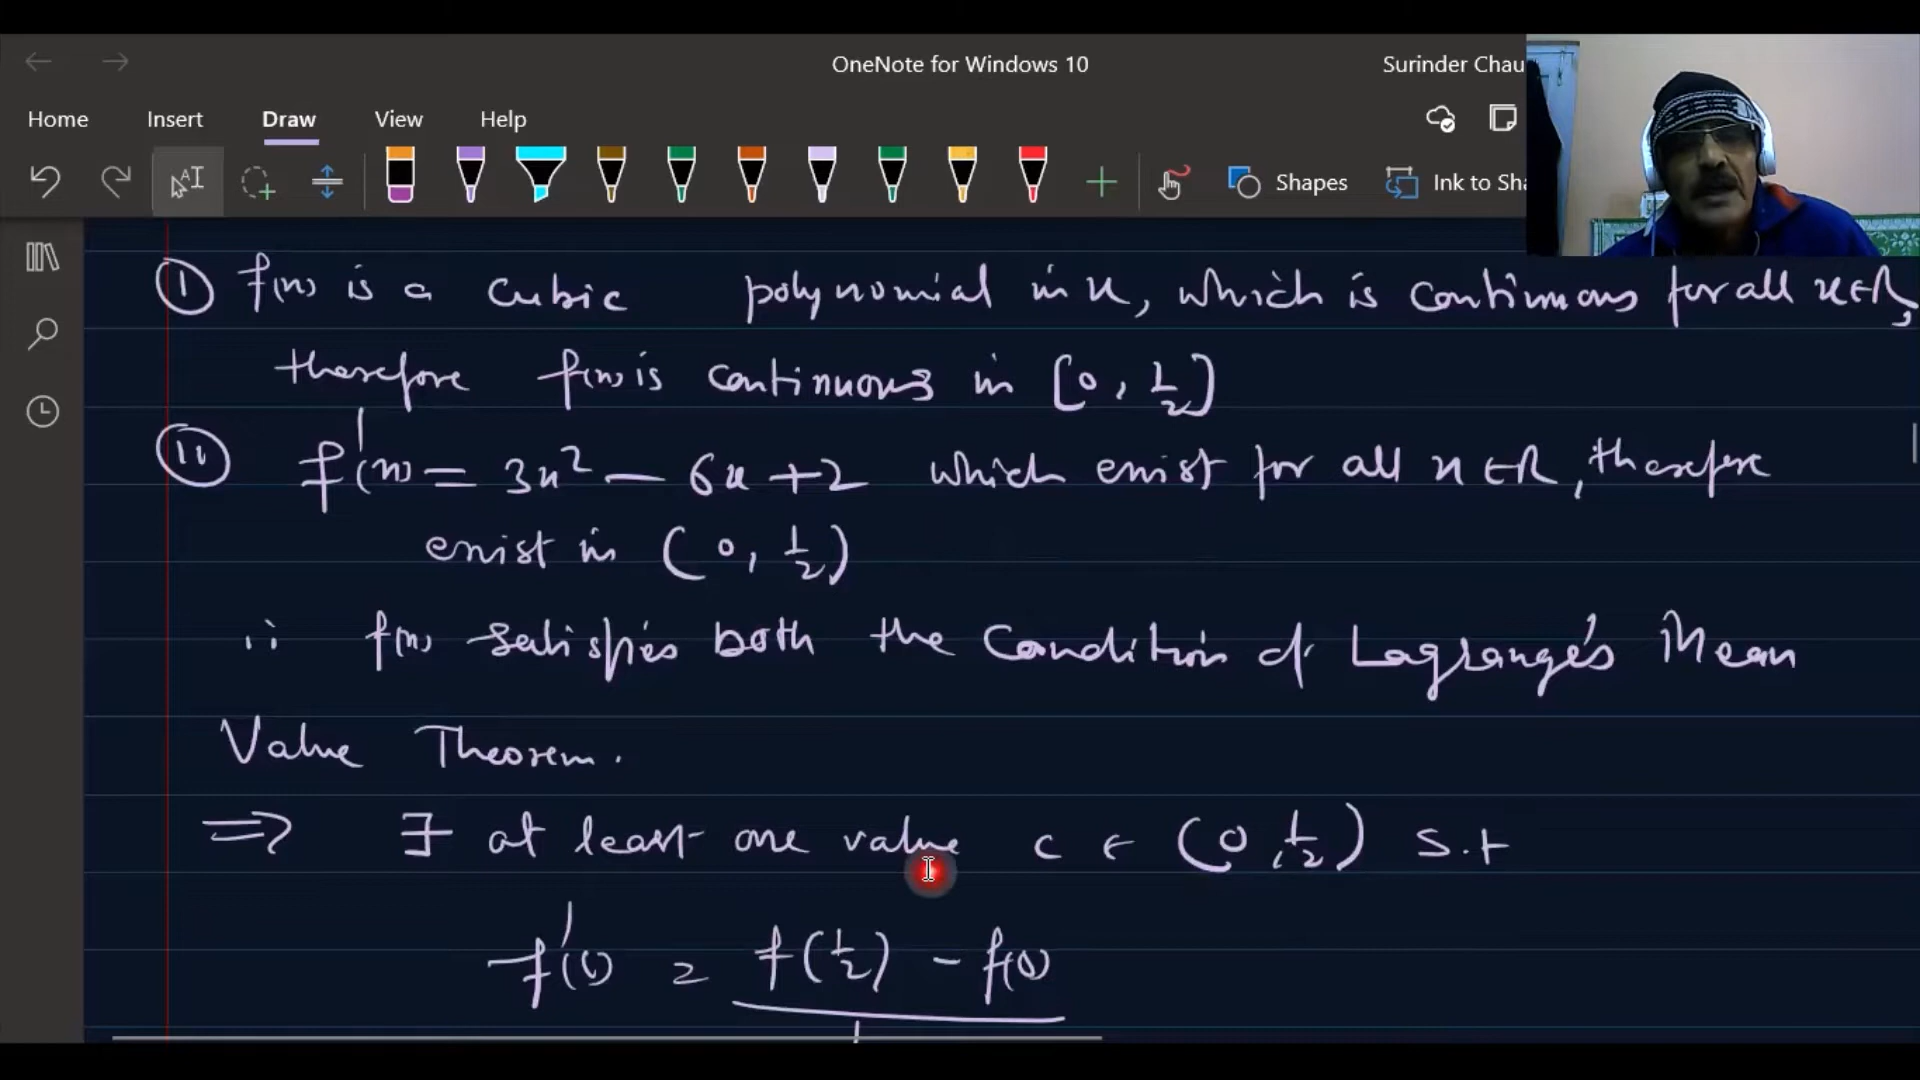 OneNote for Windows 10
Surinder Chau
Home Insert Draw View Help
Shapes Ink to Sha
① f(x) is a cubic polynomial in x, which is continuous for all x∈R,
therefore f(x) is continuous in [0, 1/2]
(ii) f'(x) = 3x² - 6x + 2 which exist for all x∈R, therefore
exist in (0, 1/2)
∴ f(x) satisfies both the Condition of Lagrange's Mean
Value Theorem.
⇒ ∃ at least one value c ∈ (0, 1/2) s.t
f'(c) = f(1/2) - f(0)